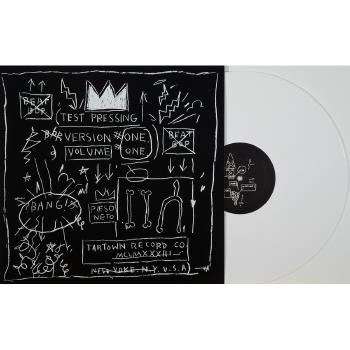 BEAT
BOP
TEST PRESSING
VERSION ONE
VOLUME ONE
BEAT
BOP
BANG!
PESO
NETO
TARTOWN RECORD CO
MCMLXXXIII
NEW YORK N.Y. U.S.A